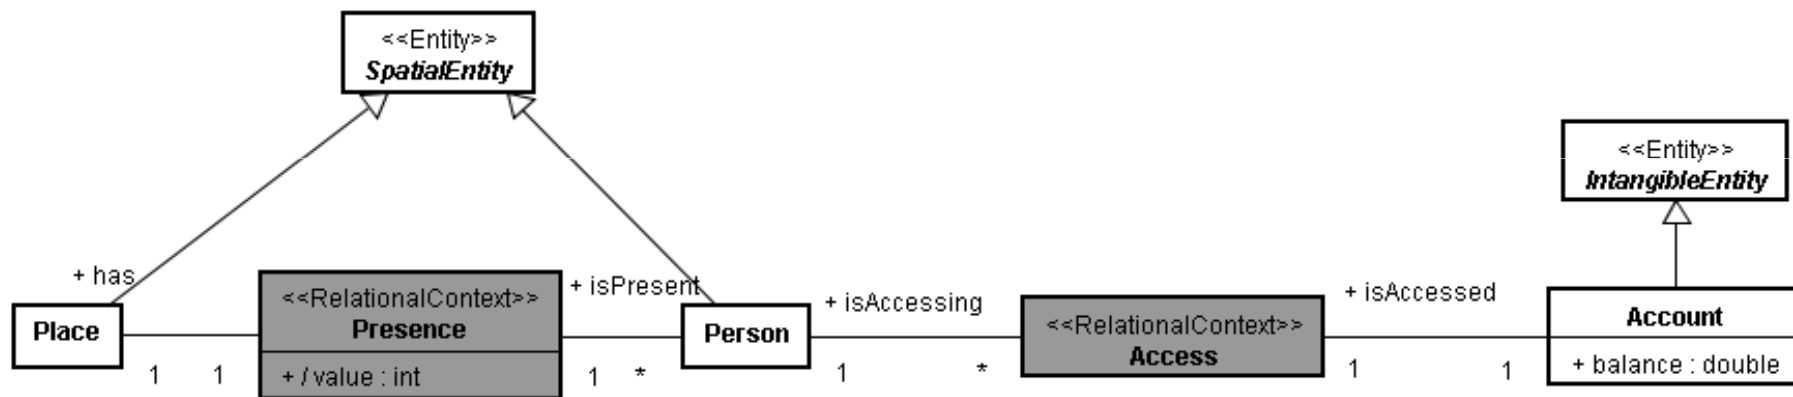 <<Entity>>
SpatialEntity
<<Entity>>
IntangibleEntity
+ has
<<RelationalContext>>
Presence
+ / value : int
+ isPresent
Place
1 1
1 *
Person
+ isAccessing
1 *
<<RelationalContext>>
Access
+ isAccessed
1 1
Account
+ balance : double